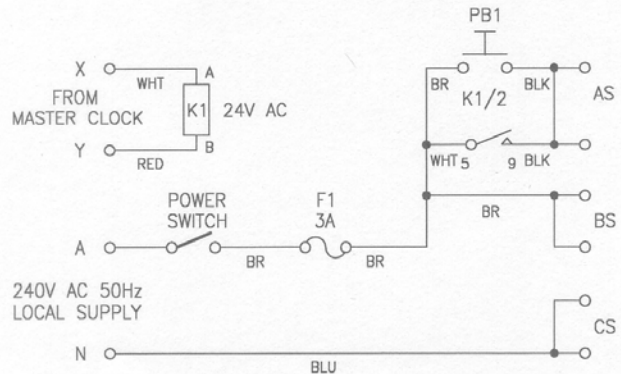 PB1
X
WHT
A
FROM
MASTER CLOCK
K1
24V AC
Y
RED
B
BR
BLK
K1/2
AS
WHT
5
9
BLK
POWER
SWITCH
F1
3A
BR
BS
A
BR
BR
240V AC 50Hz
LOCAL SUPPLY
CS
N
BLU